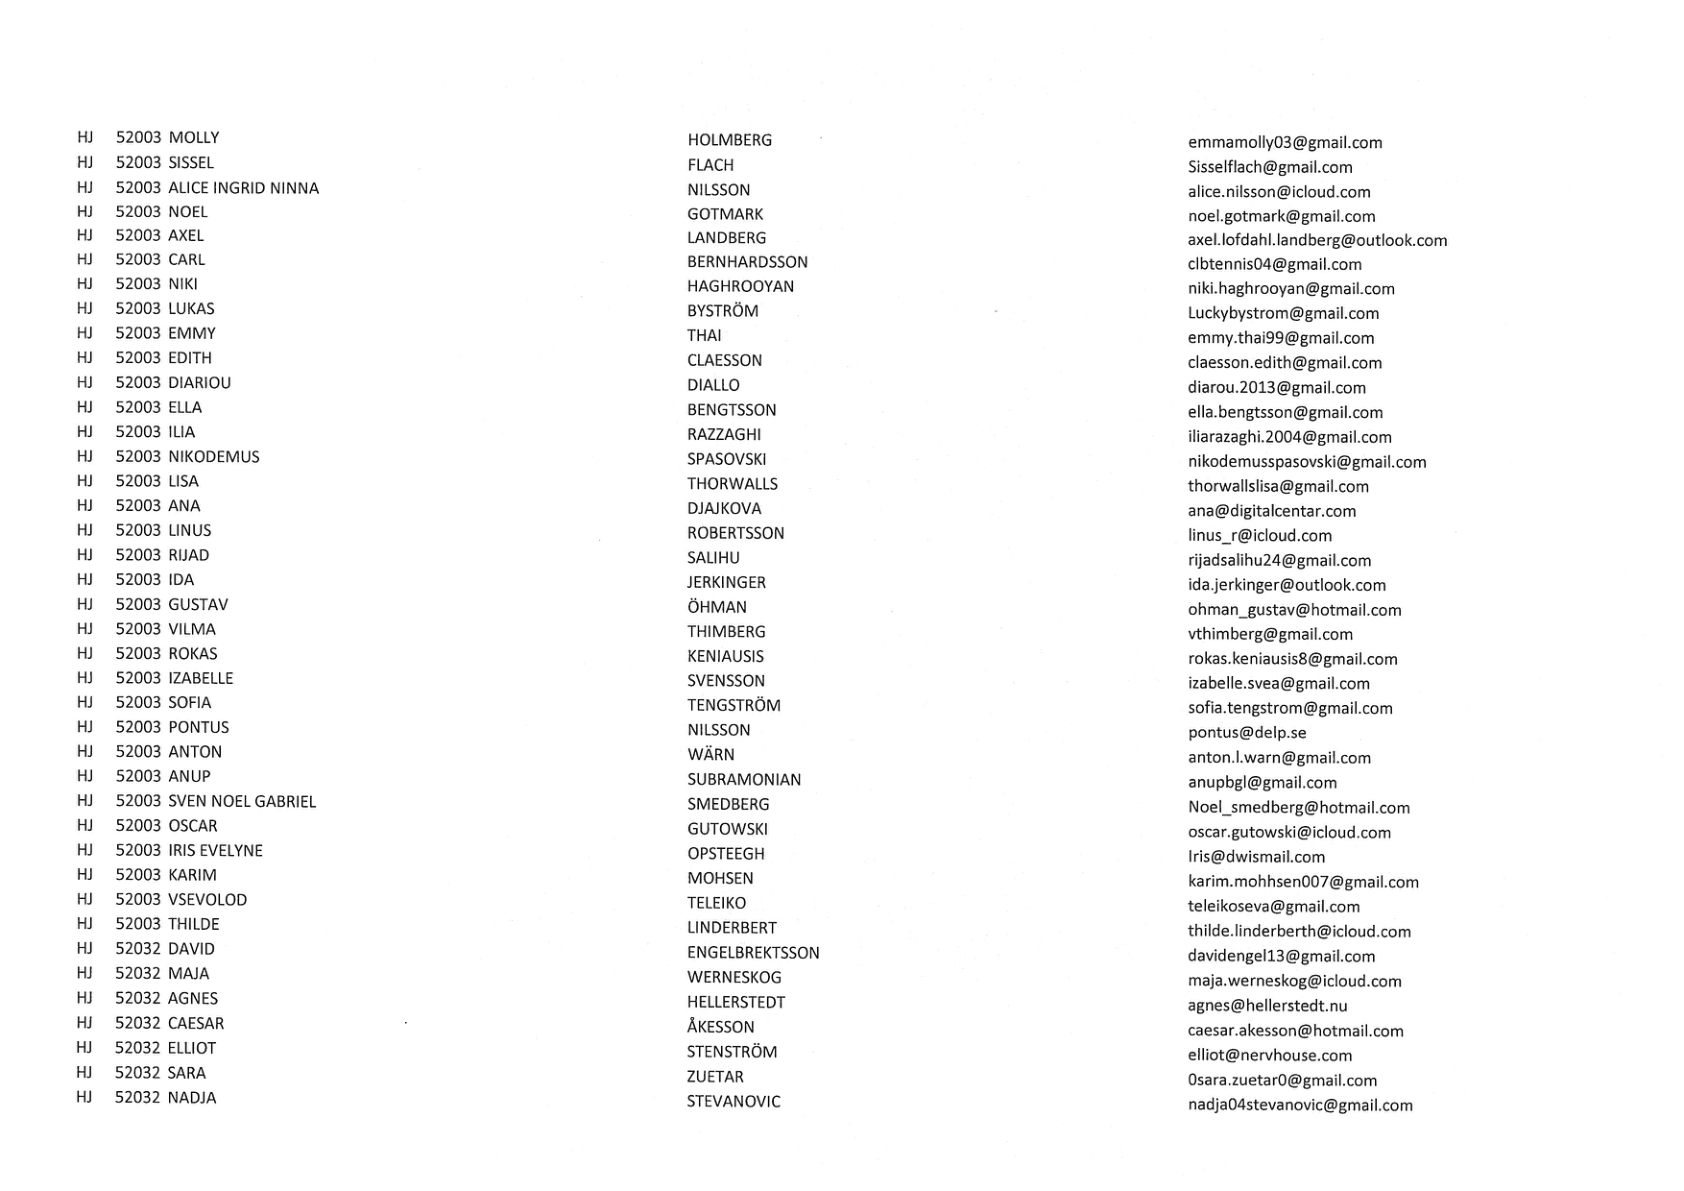 HJ 52003 MOLLY HOLMBERG emmamolly03@gmail.com
HJ 52003 SISSEL FLACH Sisselflach@gmail.com
HJ 52003 ALICE INGRID NINNA NILSSON alice.nilsson@icloud.com
HJ 52003 NOEL GOTMARK noel.gotmark@gmail.com
HJ 52003 AXEL LANDBERG axel.lofdahl.landberg@outlook.com
HJ 52003 CARL BERNHARDSSON clbtennis04@gmail.com
HJ 52003 NIKI HAGHROOYAN niki.haghrooyan@gmail.com
HJ 52003 LUKAS BYSTRÖM Luckybystrom@gmail.com
HJ 52003 EMMY THAI emmy.thai99@gmail.com
HJ 52003 EDITH CLAESSON claesson.edith@gmail.com
HJ 52003 DIARIOU DIALLO diarou.2013@gmail.com
HJ 52003 ELLA BENGTSSON ella.bengtsson@gmail.com
HJ 52003 ILIA RAZZAGHI iliarazaghi.2004@gmail.com
HJ 52003 NIKODEMUS SPASOVSKI nikodemusspasovski@gmail.com
HJ 52003 LISA THORWALLS thorwallslisa@gmail.com
HJ 52003 ANA DJAJKOVA ana@digitalcentar.com
HJ 52003 LINUS ROBERTSSON linus_r@icloud.com
HJ 52003 RIJAD SALIHU rijadsalihu24@gmail.com
HJ 52003 IDA JERKINGER ida.jerkinger@outlook.com
HJ 52003 GUSTAV ÖHMAN ohman_gustav@hotmail.com
HJ 52003 VILMA THIMBERG vthimberg@gmail.com
HJ 52003 ROKAS KENIAUSIS rokas.keniausis8@gmail.com
HJ 52003 IZABELLE SVENSSON izabelle.svea@gmail.com
HJ 52003 SOFIA TENGSTRÖM sofia.tengstrom@gmail.com
HJ 52003 PONTUS NILSSON pontus@delp.se
HJ 52003 ANTON WÄRN anton.l.warn@gmail.com
HJ 52003 ANUP SUBRAMONIAN anupbgl@gmail.com
HJ 52003 SVEN NOEL GABRIEL SMEDBERG Noel_smedberg@hotmail.com
HJ 52003 OSCAR GUTOWSKI oscar.gutowski@icloud.com
HJ 52003 IRIS EVELYNE OPSTEEGH Iris@dwismail.com
HJ 52003 KARIM MOHSEN karim.mohhsen007@gmail.com
HJ 52003 VSEVOLOD TELEIKO teleikoseva@gmail.com
HJ 52003 THILDE LINDERBERT thilde.linderberth@icloud.com
HJ 52032 DAVID ENGELBREKTSSON davidengel13@gmail.com
HJ 52032 MAJA WERNESKOG maja.werneskog@icloud.com
HJ 52032 AGNES HELLERSTEDT agnes@hellerstedt.nu
HJ 52032 CAESAR ÅKESSON caesar.akesson@hotmail.com
HJ 52032 ELLIOT STENSTRÖM elliot@nervhouse.com
HJ 52032 SARA ZUETAR 0sara.zuetar0@gmail.com
HJ 52032 NADJA STEVANOVIC nadja04stevanovic@gmail.com